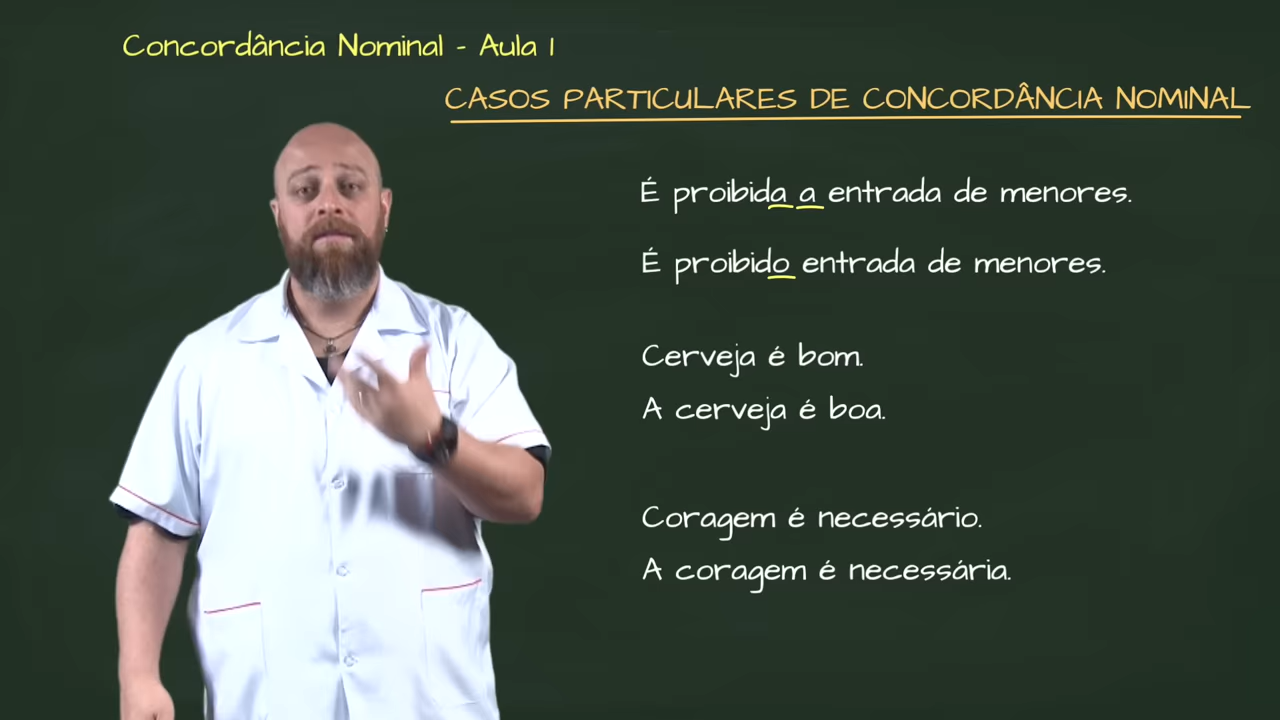 Concordância Nominal - Aula 1
CASOS PARTICULARES DE CONCORDÂNCIA NOMINAL
É proibida a entrada de menores.
É proibido entrada de menores.
Cerveja é bom.
A cerveja é boa.
Coragem é necessário.
A coragem é necessária.